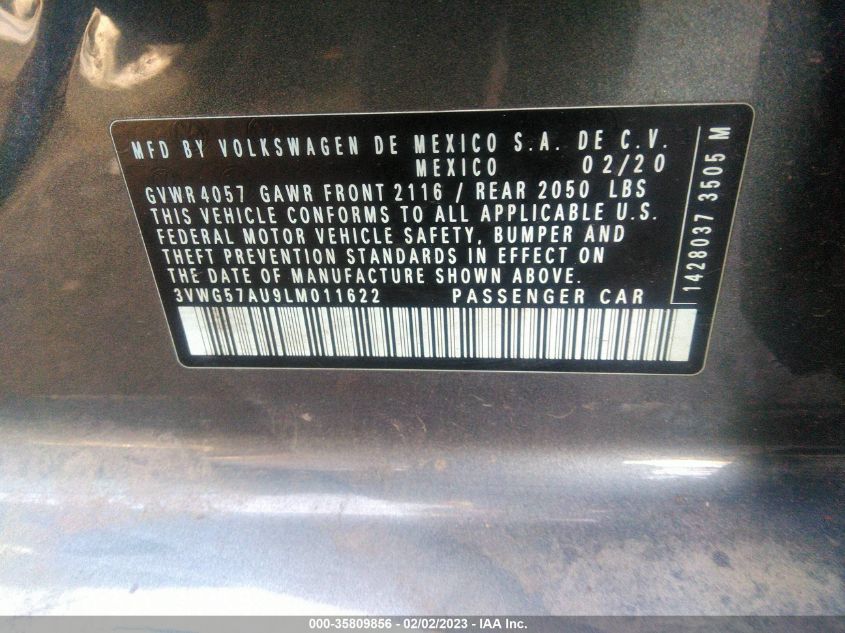 MFD BY VOLKSWAGEN DE MEXICO S.A. DE C.V.
MEXICO 02/20
GVWR 4057 GAWR FRONT 2116 / REAR 2050 LBS
THIS VEHICLE CONFORMS TO ALL APPLICABLE U.S.
FEDERAL MOTOR VEHICLE SAFETY, BUMPER AND
THEFT PREVENTION STANDARDS IN EFFECT ON
THE DATE OF MANUFACTURE SHOWN ABOVE.
3VWG57AU9LM011622 PASSENGER CAR
1428037 3505 M
000-35809856 - 02/02/2023 - IAA Inc.